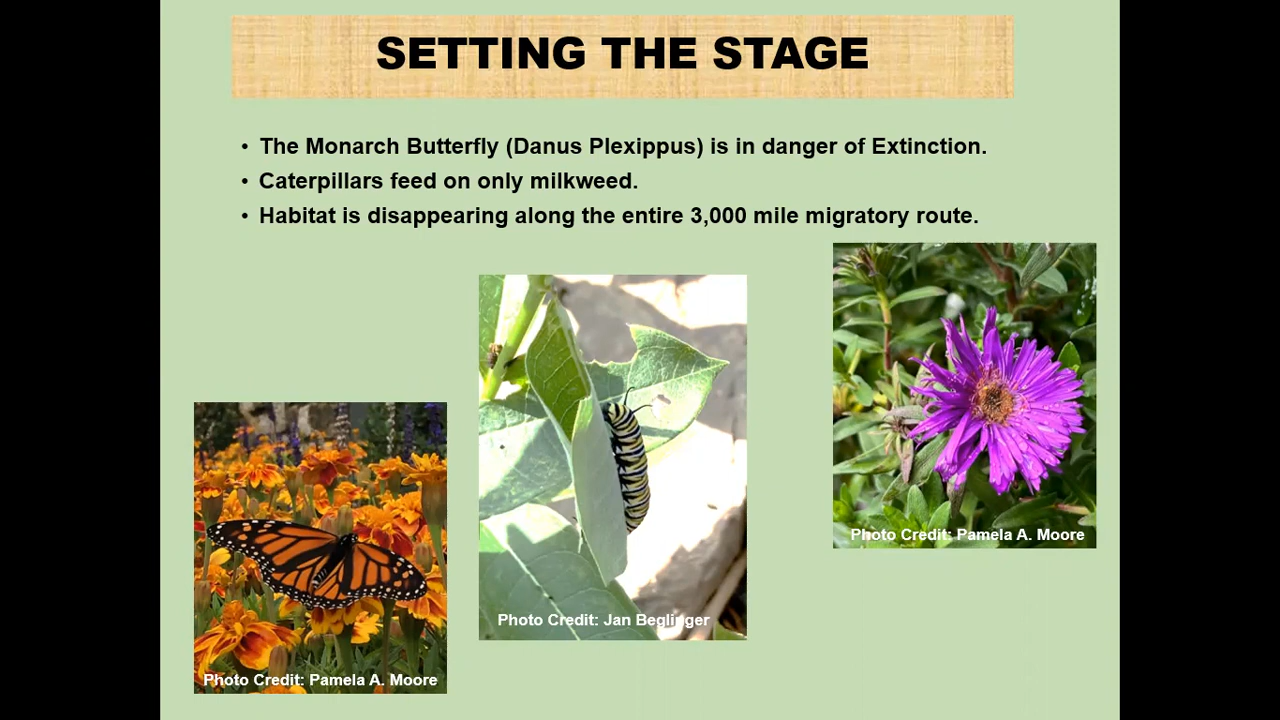 SETTING THE STAGE
• The Monarch Butterfly (Danus Plexippus) is in danger of Extinction.
• Caterpillars feed on only milkweed.
• Habitat is disappearing along the entire 3,000 mile migratory route.
Photo Credit: Pamela A. Moore
Photo Credit: Jan Beglinger
Photo Credit: Pamela A. Moore